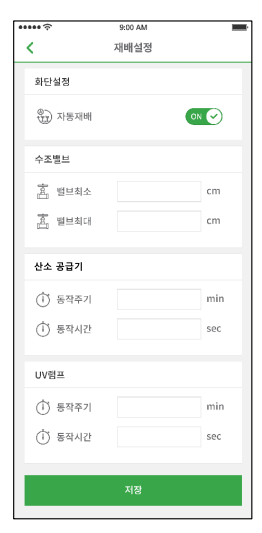 9:00 AM
재배설정
화단설정
자동재배 ON
수조밸브
밸브최소 cm
밸브최대 cm
산소 공급기
동작주기 min
동작시간 sec
UV램프
동작주기 min
동작시간 sec
저장